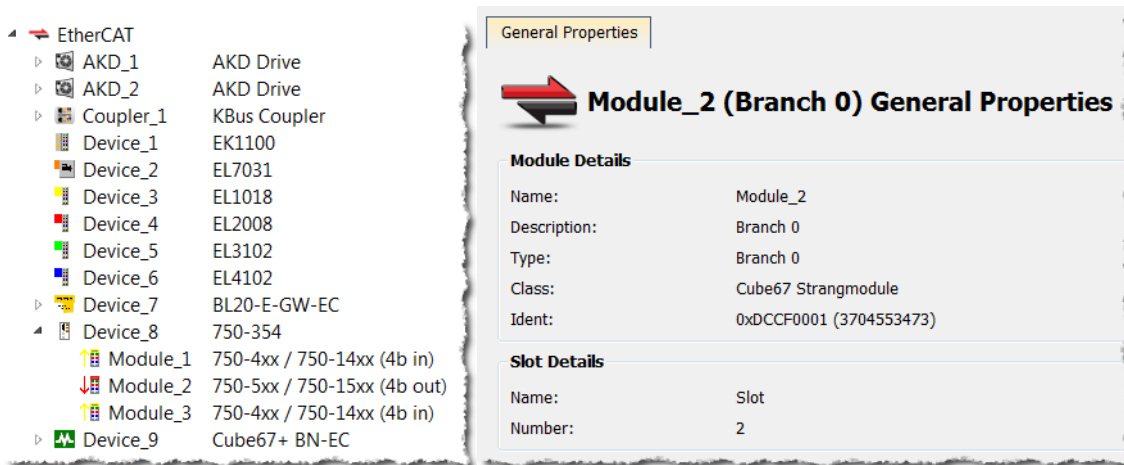 EtherCAT
AKD_1 AKD Drive
AKD_2 AKD Drive
Coupler_1 KBus Coupler
Device_1 EK1100
Device_2 EL7031
Device_3 EL1018
Device_4 EL2008
Device_5 EL3102
Device_6 EL4102
Device_7 BL20-E-GW-EC
Device_8 750-354
Module_1 750-4xx / 750-14xx (4b in)
Module_2 750-5xx / 750-15xx (4b out)
Module_3 750-4xx / 750-14xx (4b in)
Device_9 Cube67+ BN-EC
General Properties
Module_2 (Branch 0) General Properties
Module Details
Name: Module_2
Description: Branch 0
Type: Branch 0
Class: Cube67 Strangmodule
Ident: 0xDCCF0001 (3704553473)
Slot Details
Name: Slot
Number: 2